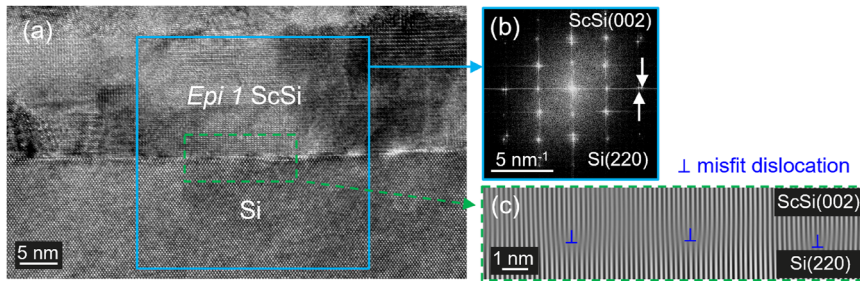 (a)
Epi 1 ScSi
Si
5 nm
(b)
ScSi(002)
Si(220)
5 nm⁻¹
⊥ misfit dislocation
(c)
ScSi(002)
⊥ ⊥ ⊥
1 nm
Si(220)